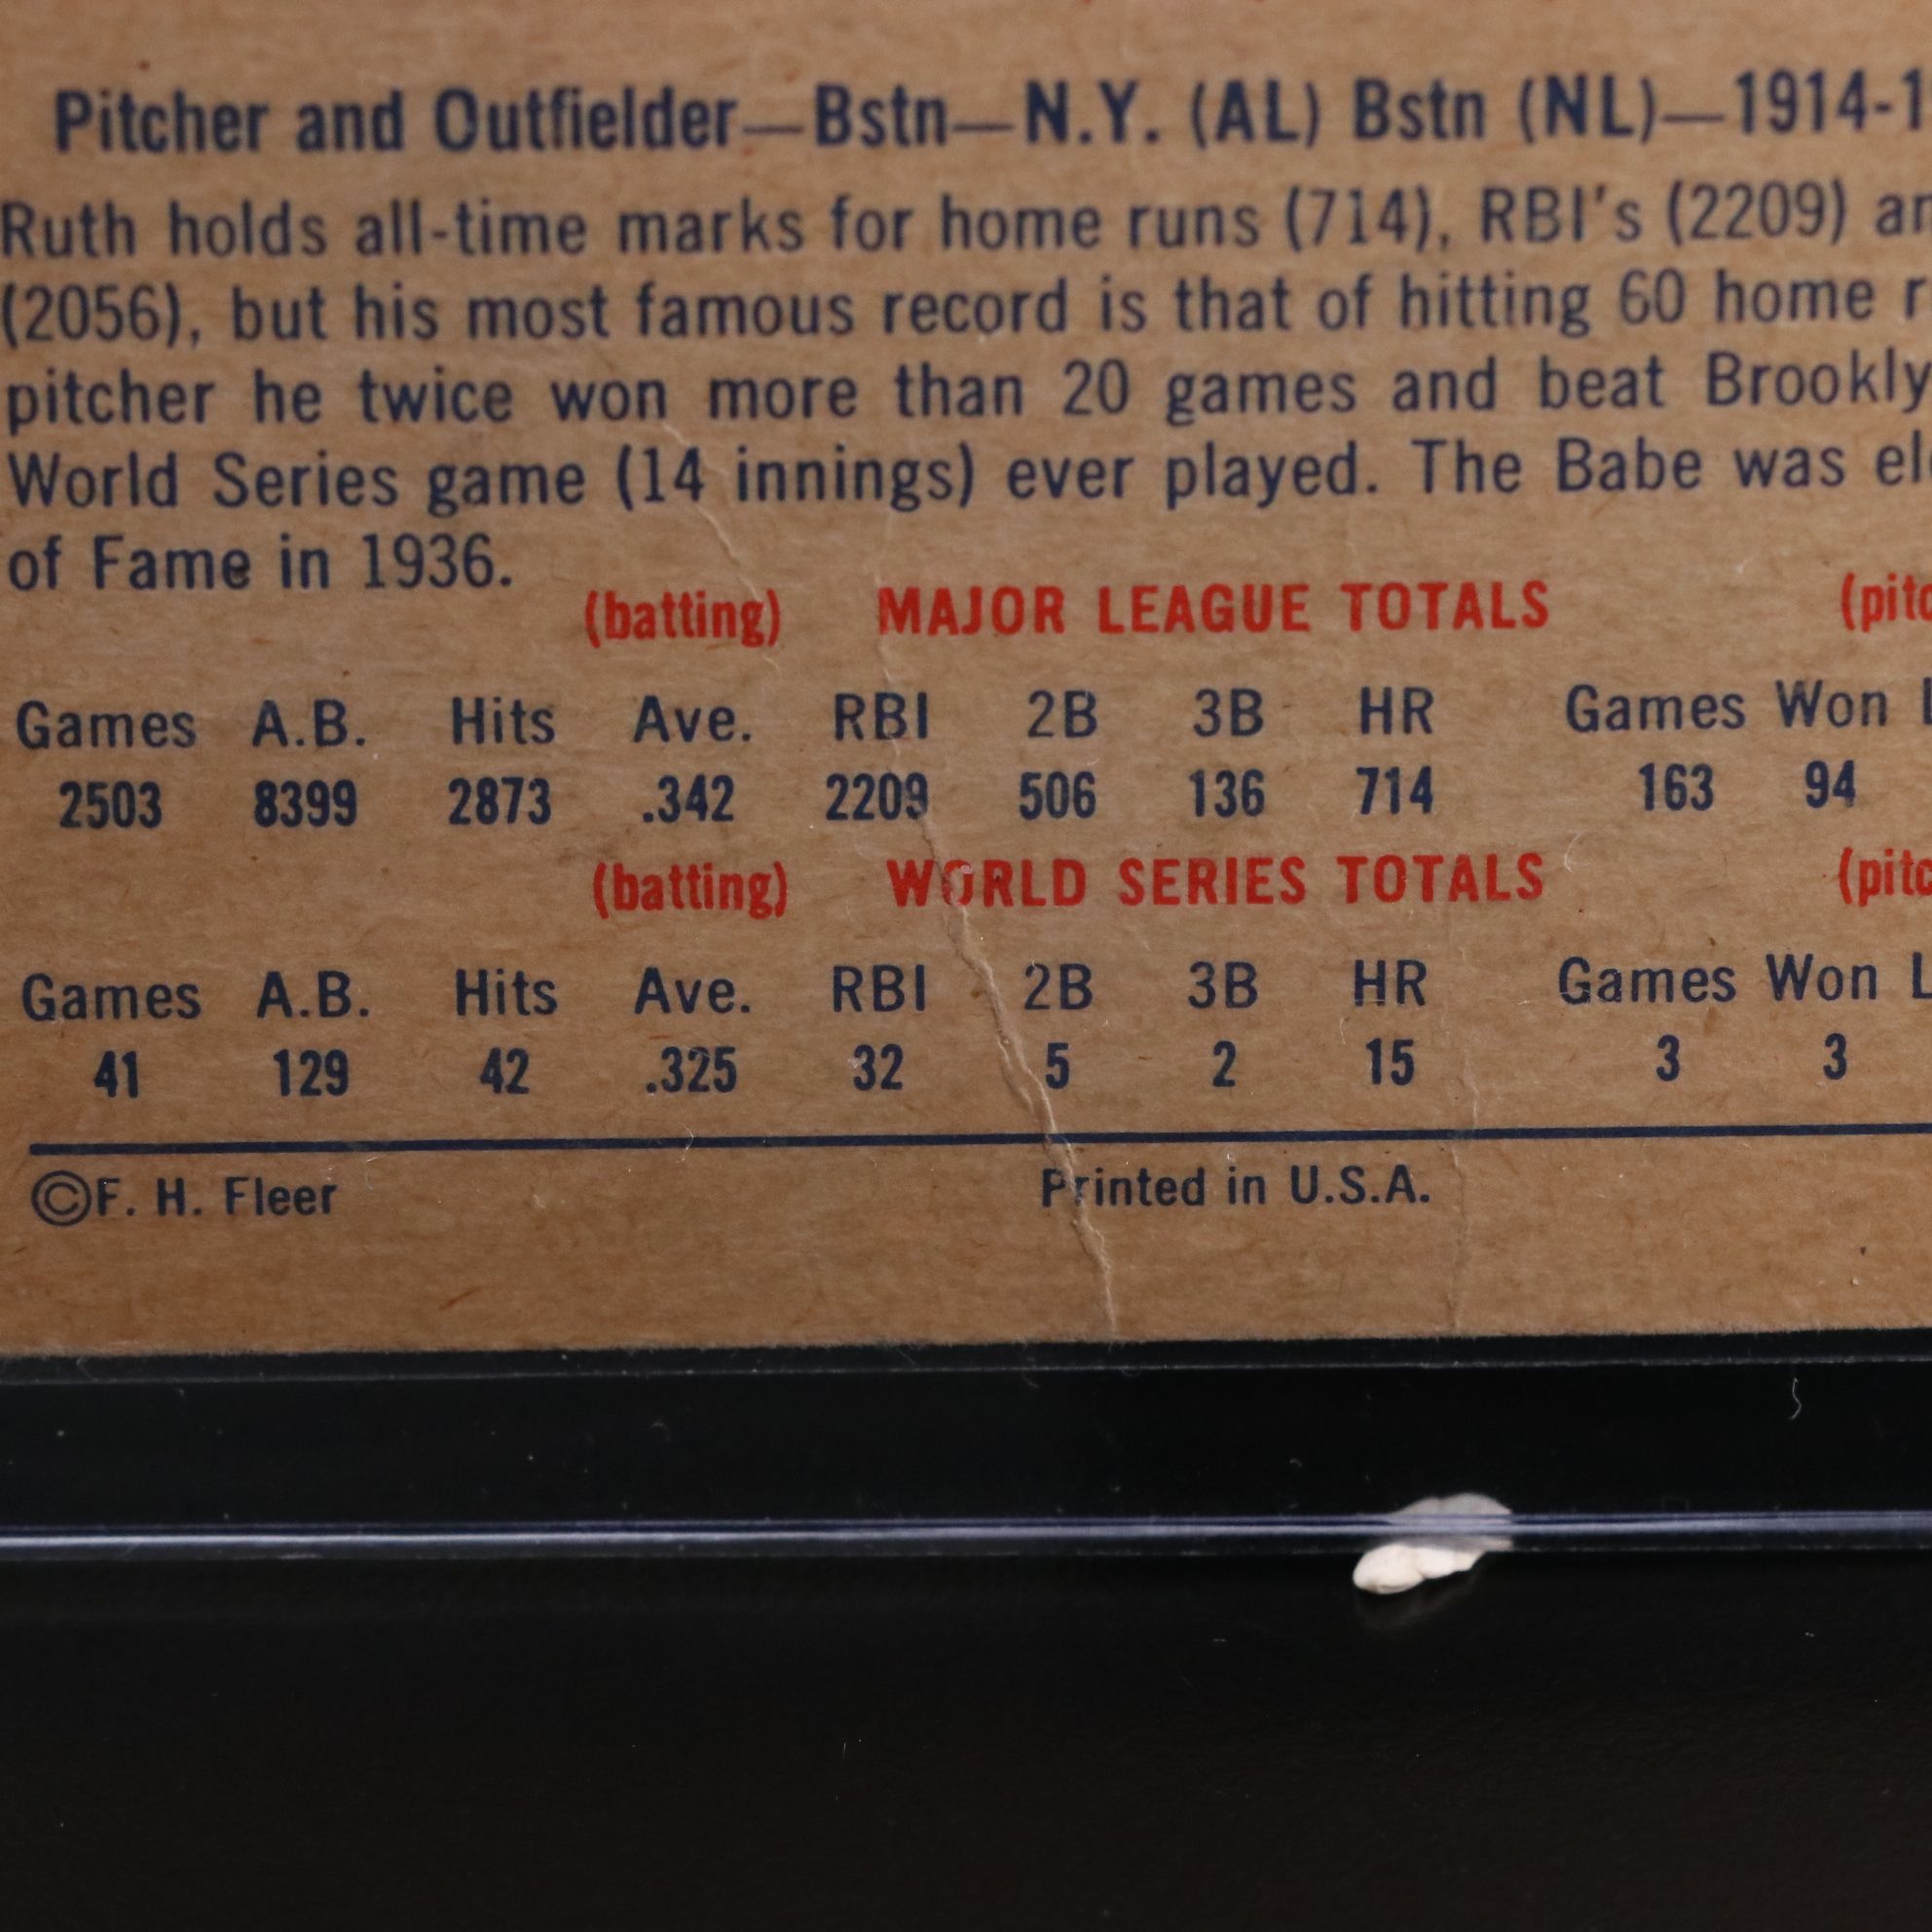 Pitcher and Outfielder—Bstn—N.Y. (AL) Bstn (NL)—1914-1
Ruth holds all-time marks for home runs (714), RBI's (2209)
(2056), but his most famous record is that of hitting 60 home
pitcher he twice won more than 20 games and beat Brookly
World Series game (14 innings) ever played. The Babe was
of Fame in 1936.
(batting) MAJOR LEAGUE TOTALS (pitc
Games A.B. Hits Ave. RBI 2B 3B HR Games Won
2503 8399 2873 .342 2209 506 136 714 163 94
(batting) WORLD SERIES TOTALS (pitc
Games A.B. Hits Ave. RBI 2B 3B HR Games Won L
41 129 42 .325 32 5 2 15 3 3
©F. H. Fleer Printed in U.S.A.